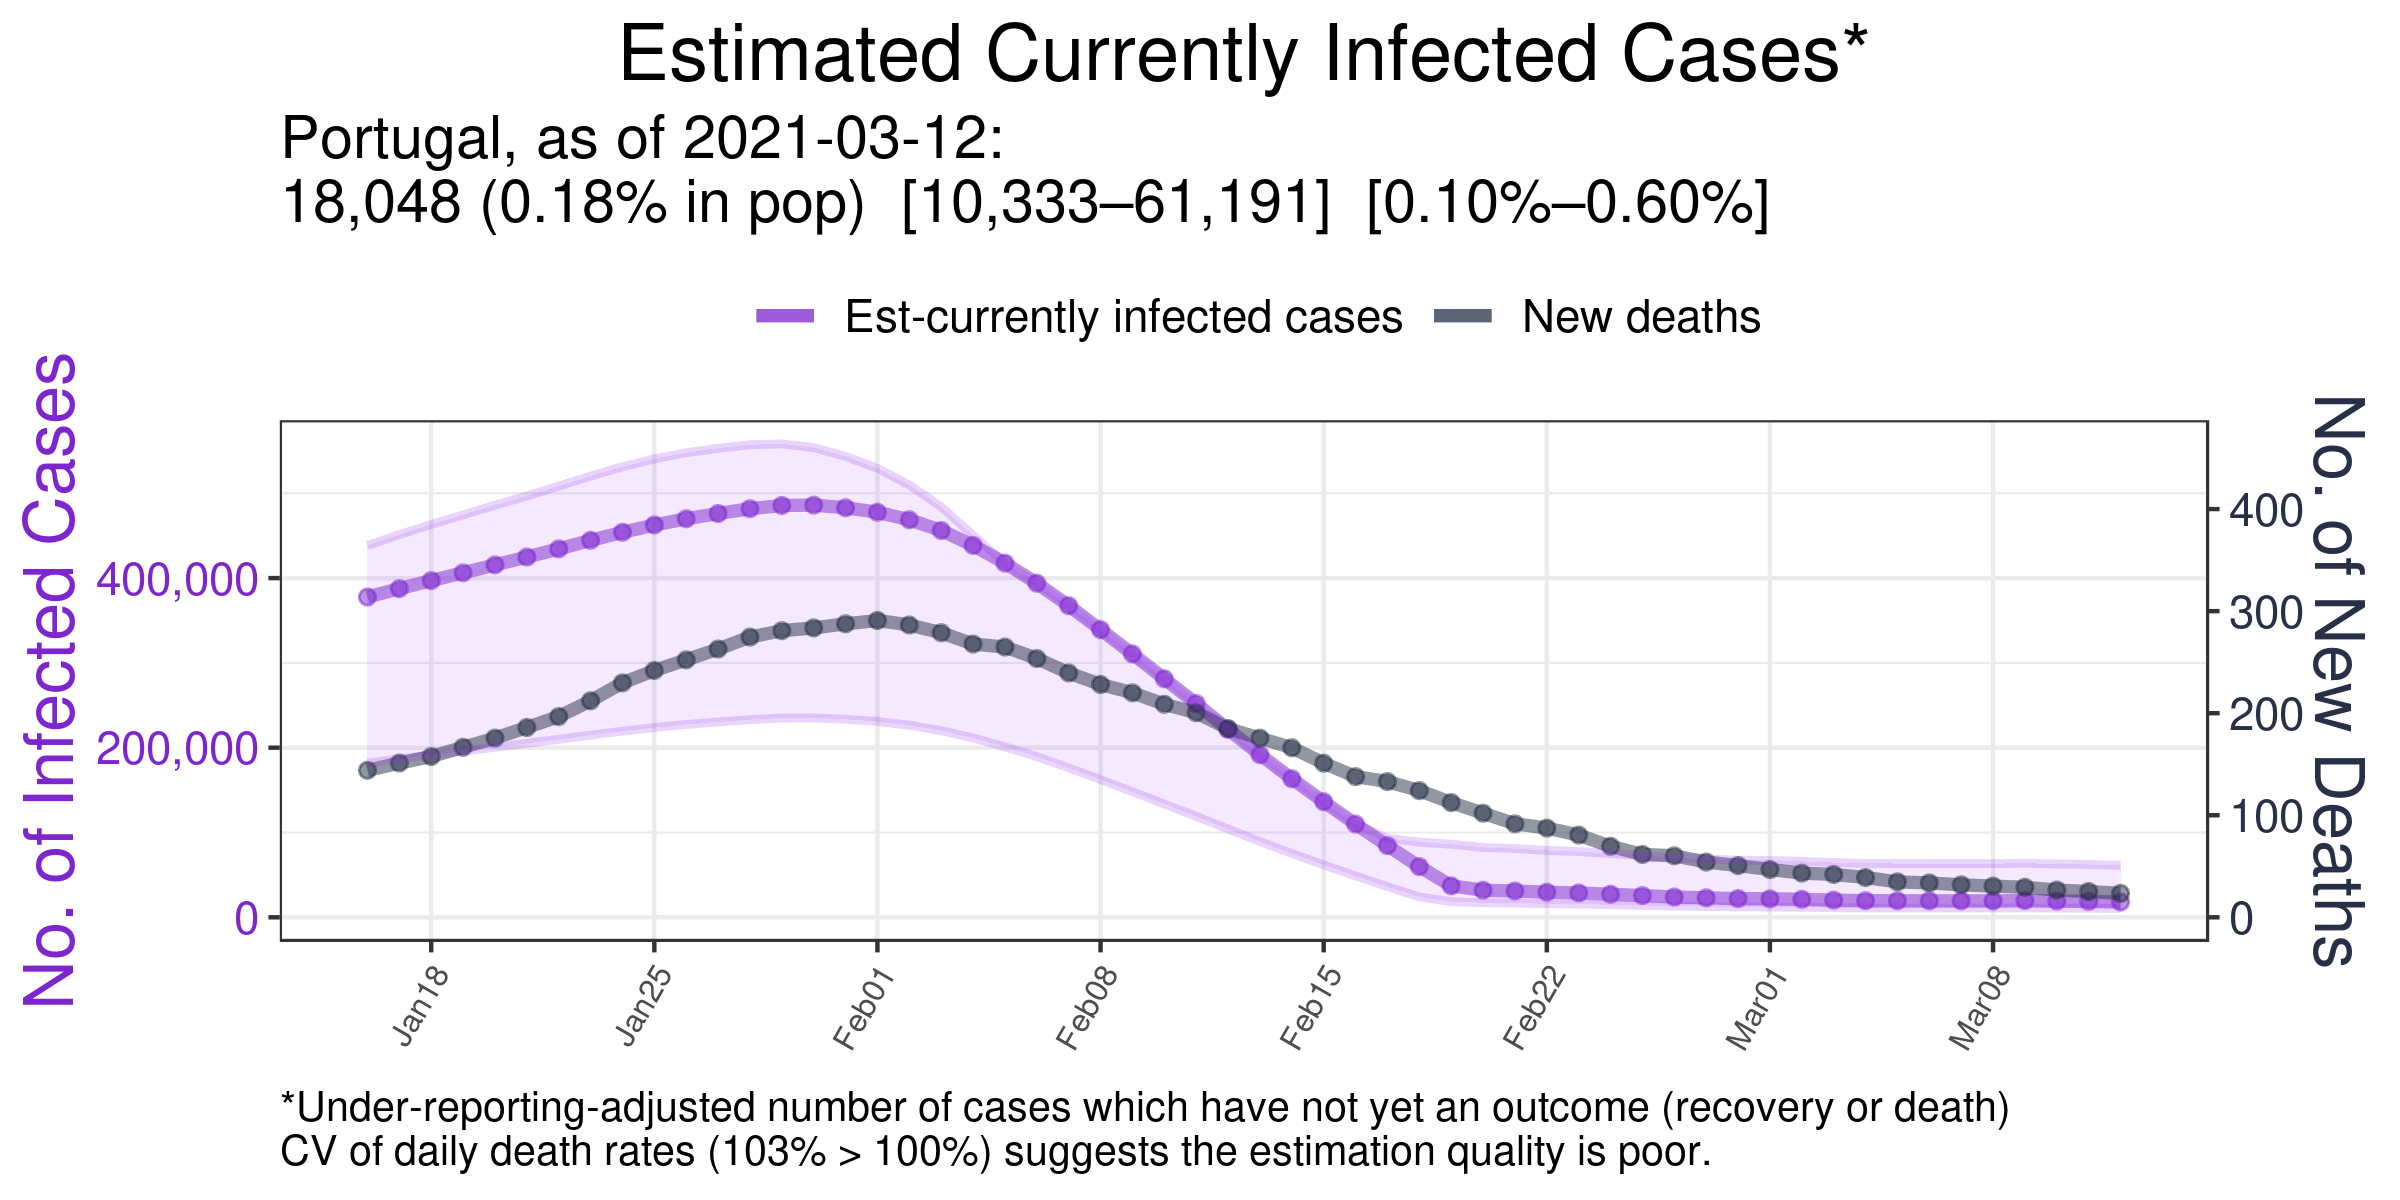 Estimated Currently Infected Cases*
Portugal, as of 2021-03-12:
18,048 (0.18% in pop)  [10,333–61,191]  [0.10%–0.60%]
Est-currently infected cases
New deaths
No. of Infected Cases
400,000
200,000
0
No. of New Deaths
400
300
200
100
0
Jan18
Jan25
Feb01
Feb08
Feb15
Feb22
Mar01
Mar08
*Under-reporting-adjusted number of cases which have not yet an outcome (recovery or death)
CV of daily death rates (103% > 100%) suggests the estimation quality is poor.